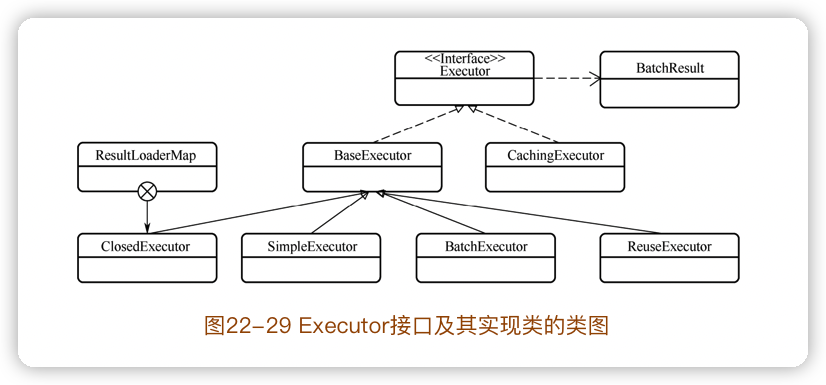 <<Interface>>
Executor
BatchResult
ResultLoaderMap
BaseExecutor
CachingExecutor
ClosedExecutor
SimpleExecutor
BatchExecutor
ReuseExecutor
图22-29 Executor接口及其实现类的类图